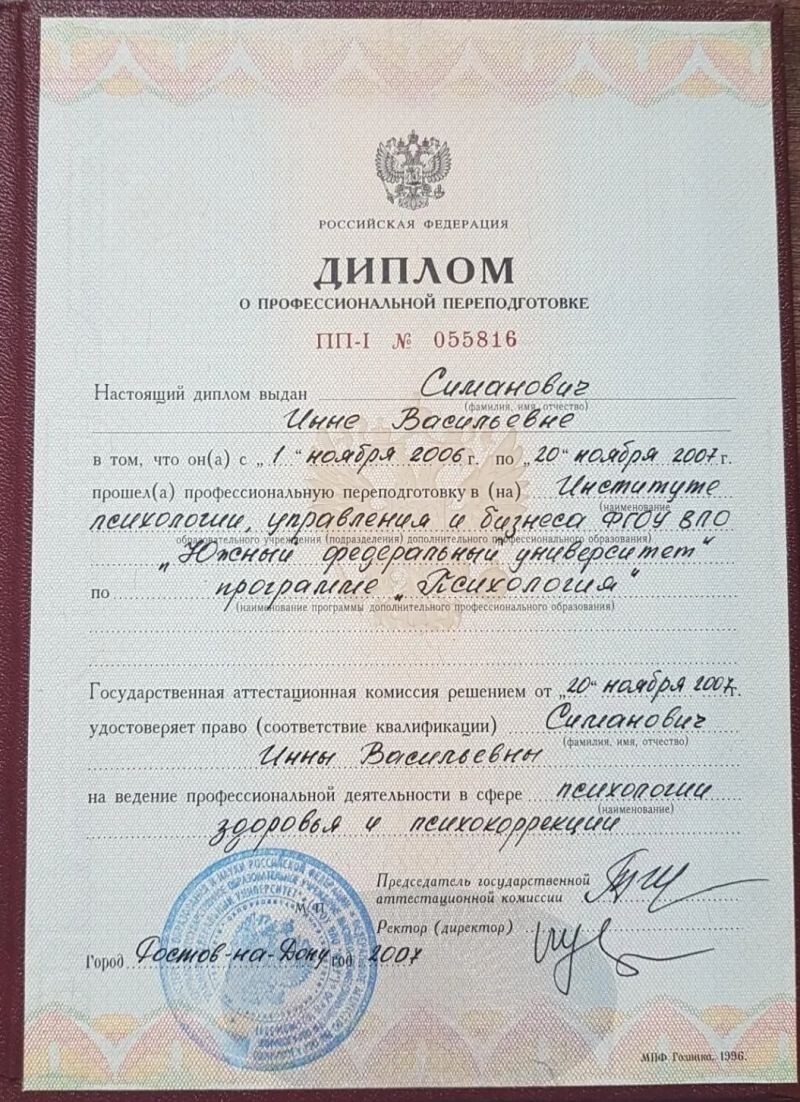 РОССИЙСКАЯ ФЕДЕРАЦИЯ
ДИПЛОМ
О ПРОФЕССИОНАЛЬНОЙ ПЕРЕПОДГОТОВКЕ
ПП-I № 055816
Настоящий диплом выдан Симанович
(фамилия, имя, отчество)
Инне Васильевне
в том, что он(а) с „1“ ноября 2006 г. по „20“ ноября 2007 г.
прошел(а) профессиональную переподготовку в (на) Институте
(наименование
психологии, управления и бизнеса ФГОУ ВПО
образовательного учреждения (подразделения) дополнительного профессионального образования)
„Южный федеральный университет“
по программе „Психология“
(наименование программы дополнительного профессионального образования)
Государственная аттестационная комиссия решением от „20“ ноября 2007г.
удостоверяет право (соответствие квалификации) Симанович
(фамилия, имя, отчество)
Инны Васильевны
на ведение профессиональной деятельности в сфере психологии
(наименование)
здоровья и психокоррекции
Председатель государственной
аттестационной комиссии
М.П.
Ректор (директор)
Город Ростов-на-Дону год 2007
МПФ Гознака. 1996.